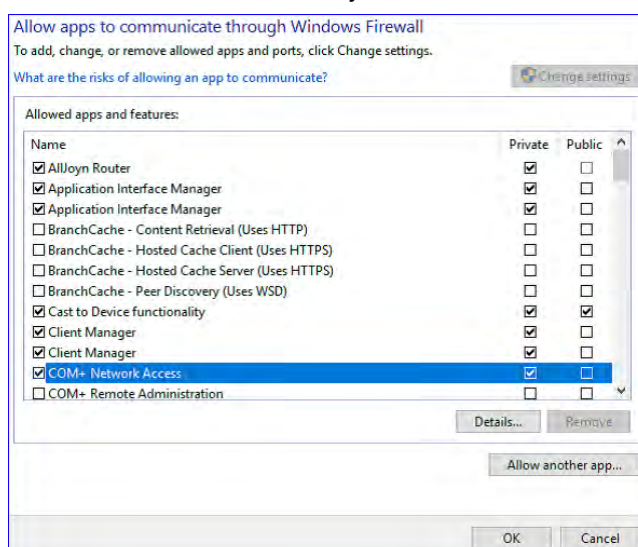 Allow apps to communicate through Windows Firewall
To add, change, or remove allowed apps and ports, click Change settings.
What are the risks of allowing an app to communicate?
Change settings
Allowed apps and features:
Name Private Public
AllJoyn Router
Application Interface Manager
Application Interface Manager
BranchCache - Content Retrieval (Uses HTTP)
BranchCache - Hosted Cache Client (Uses HTTPS)
BranchCache - Hosted Cache Server (Uses HTTPS)
BranchCache - Peer Discovery (Uses WSD)
Cast to Device functionality
Client Manager
Client Manager
COM+ Network Access
COM+ Remote Administration
Details... Remove
Allow another app...
OK Cancel